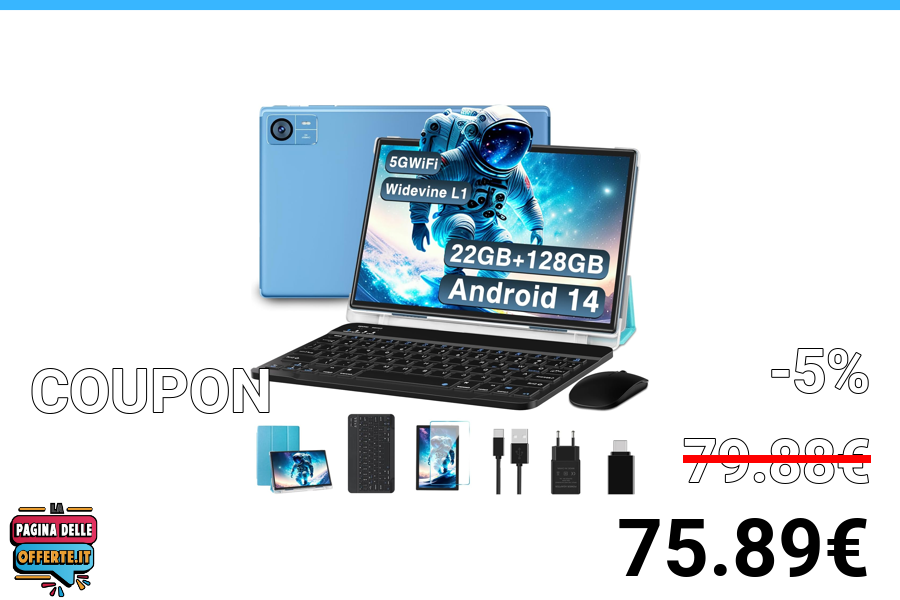 5GWiFi
Widevine L1
22GB+128GB
Android 14
COUPON
-5%
79.88€
75.89€
LA
PAGINA DELLE
OFFERTE.IT